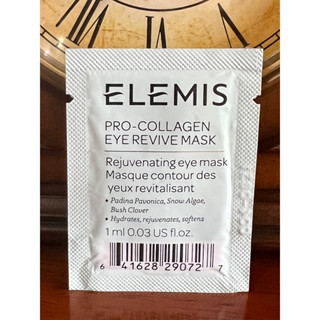 ELEMIS
PRO-COLLAGEN
EYE REVIVE MASK
Rejuvenating eye mask
Masque contour des
yeux revitalisant
• Padina Pavonica, Snow Algae,
Bush Clover
• Hydrates, rejuvenates, softens
1 ml 0.03 US fl.oz.
6 41628 29072 7